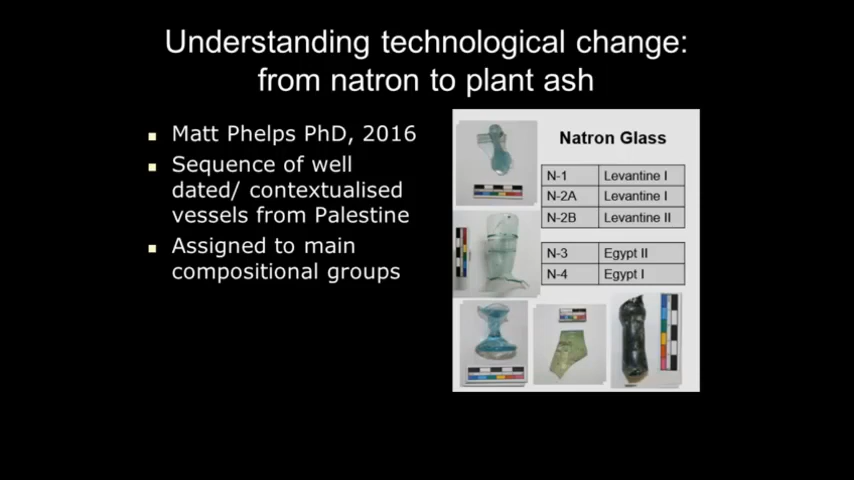 Understanding technological change:
from natron to plant ash
Matt Phelps PhD, 2016
Sequence of well
dated/ contextualised
vessels from Palestine
Assigned to main
compositional groups
Natron Glass
N-1 Levantine I
N-2A Levantine I
N-2B Levantine II
N-3 Egypt II
N-4 Egypt I